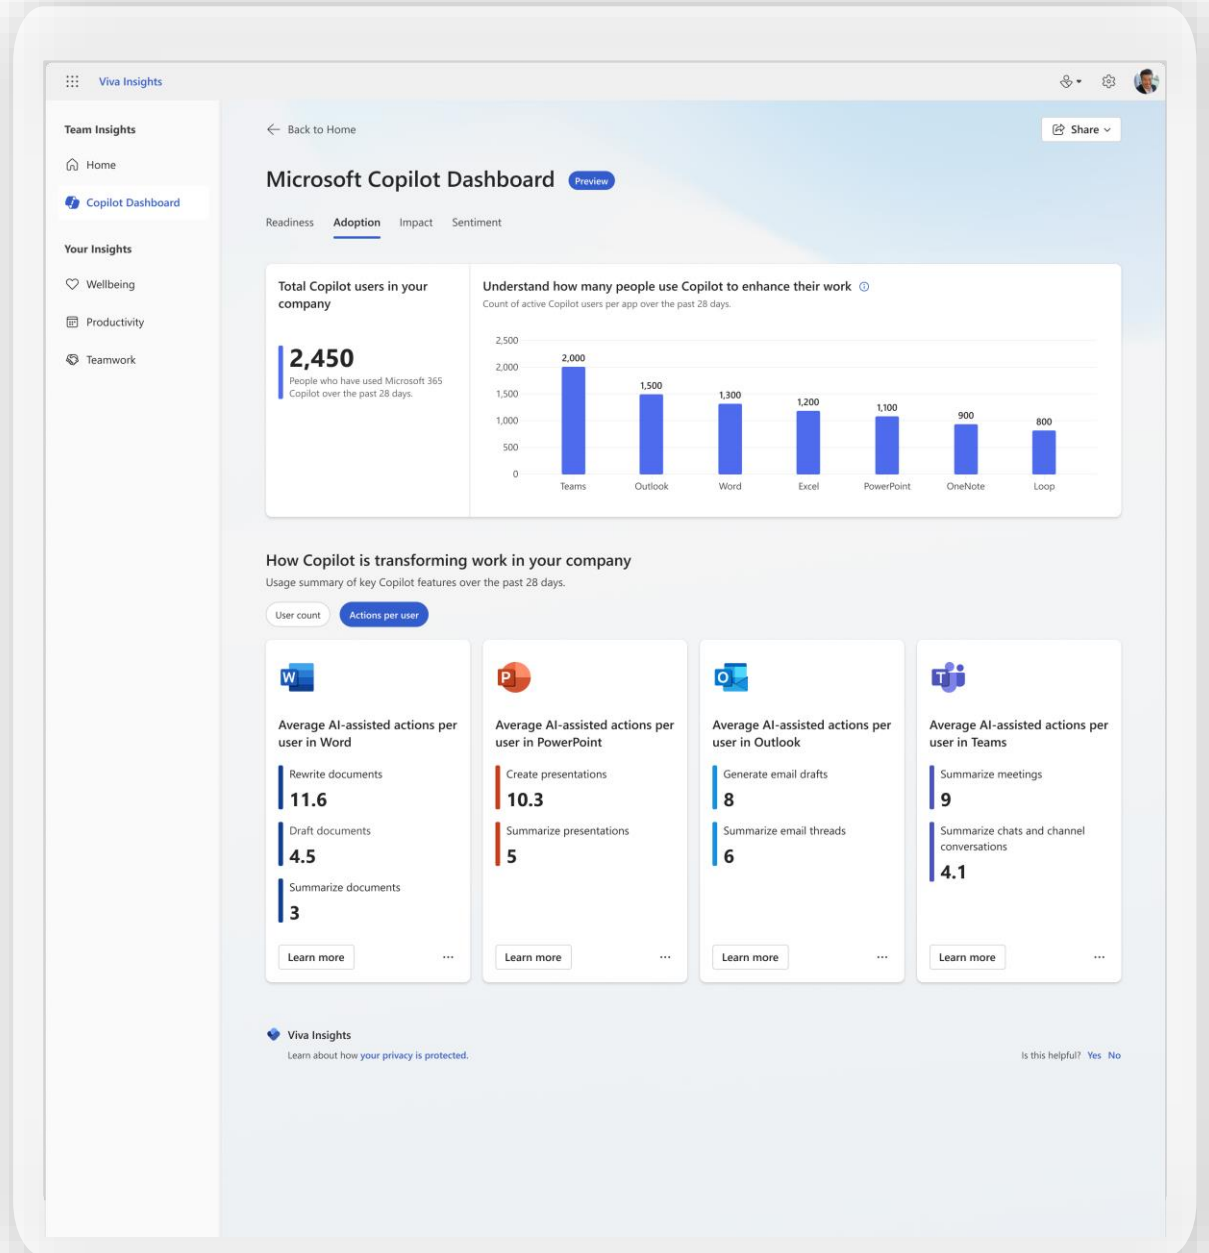 Viva Insights
Team Insights
Home
Copilot Dashboard
Your Insights
Wellbeing
Productivity
Teamwork
Back to Home
Share
Microsoft Copilot Dashboard
Preview
Readiness Adoption Impact Sentiment
Total Copilot users in your
company
2,450
People who have used Microsoft 365
Copilot over the past 28 days.
Understand how many people use Copilot to enhance their work
Count of active Copilot users per app over the past 28 days.
2,500
2,000
1,500
1,000
500
0
2,000
1,500
1,300
1,200
1,100
900
800
Teams Outlook Word Excel PowerPoint OneNote Loop
How Copilot is transforming work in your company
Usage summary of key Copilot features over the past 28 days.
User count Actions per user
W
Average AI-assisted actions per
user in Word
Rewrite documents
11.6
Draft documents
4.5
Summarize documents
3
Learn more
P
Average AI-assisted actions per
user in PowerPoint
Create presentations
10.3
Summarize presentations
5
Learn more
O
Average AI-assisted actions per
user in Outlook
Generate email drafts
8
Summarize email threads
6
Learn more
T
Average AI-assisted actions per
user in Teams
Summarize meetings
9
Summarize chats and channel
conversations
4.1
Learn more
Viva Insights
Learn about how your privacy is protected.
Is this helpful? Yes No